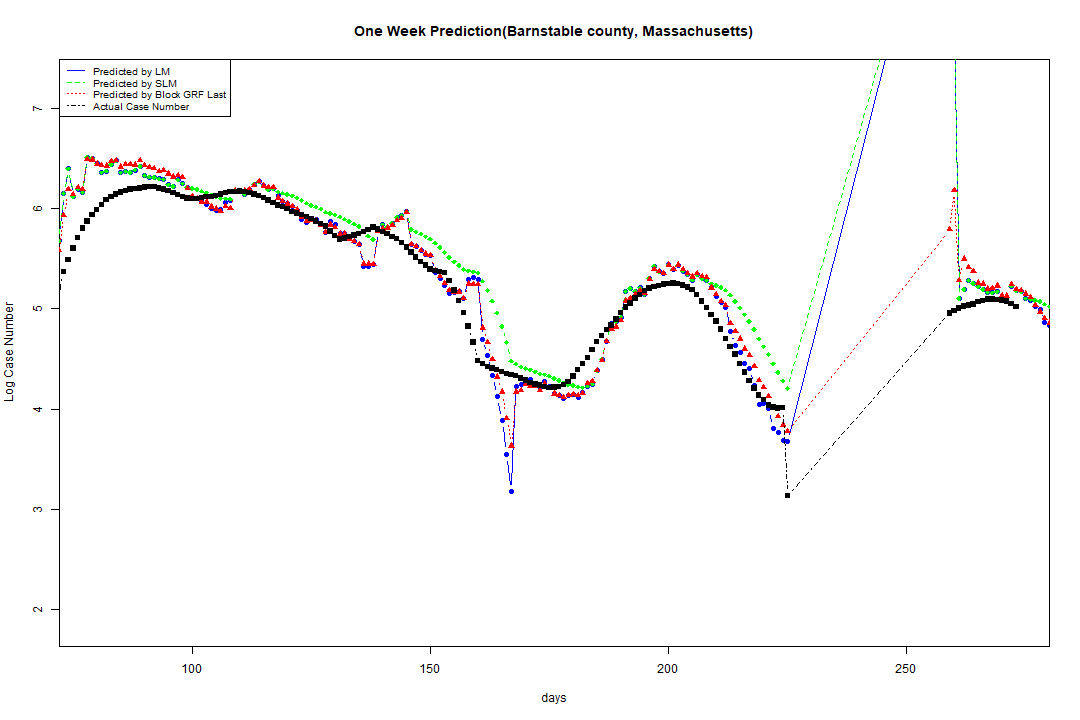 One Week Prediction(Barnstable county, Massachusetts)
Predicted by LM
Predicted by SLM
Predicted by Block GRF Last
Actual Case Number
Log Case Number
7
6
5
4
3
2
100
150
200
250
days